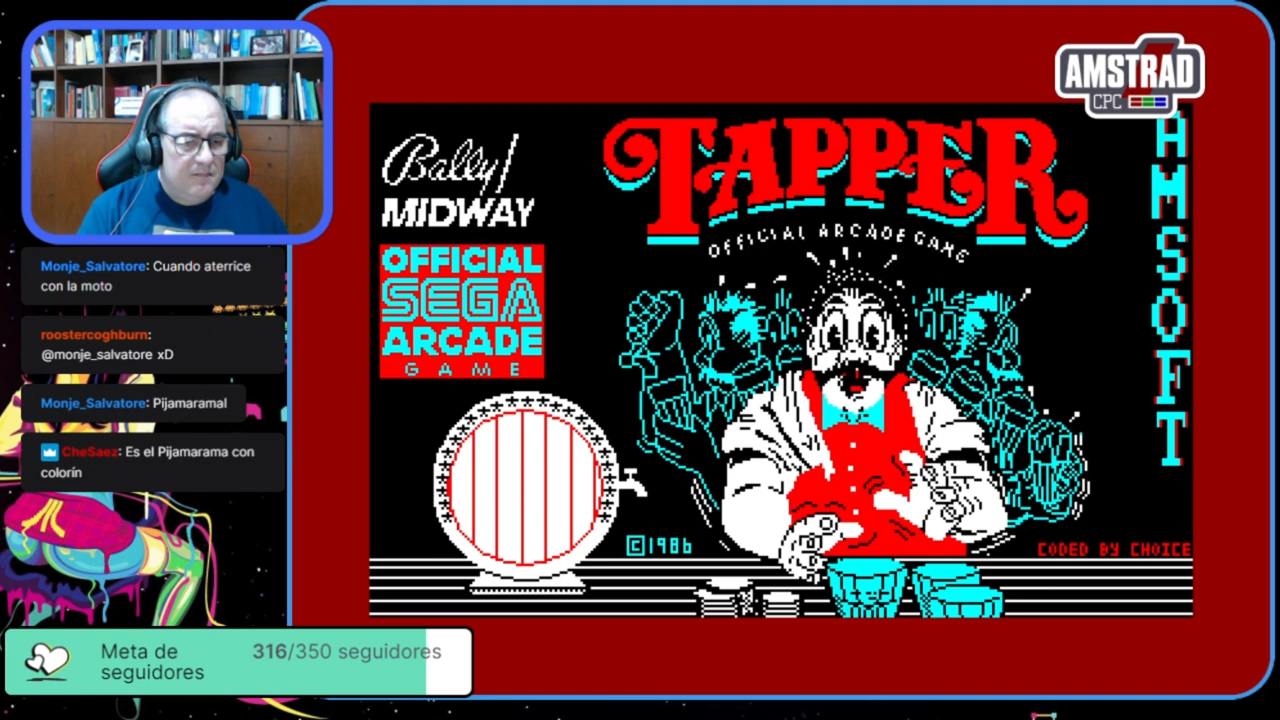 Monje_Salvatore: Cuando aterrice
con la moto
roostercoghburn:
@monje_salvatore xD
Monje_Salvatore: Pijamaramal
CheSaez: Es el Pijamarama con
colorín
Meta de
seguidores
316/350 seguidores
AMSTRAD
CPC
Bally
MIDWAY
OFFICIAL
SEGA
ARCADE
GAME
TAPPER
OFFICIAL ARCADE GAME
AMSOFT
©1986
CODED BY CHOICE